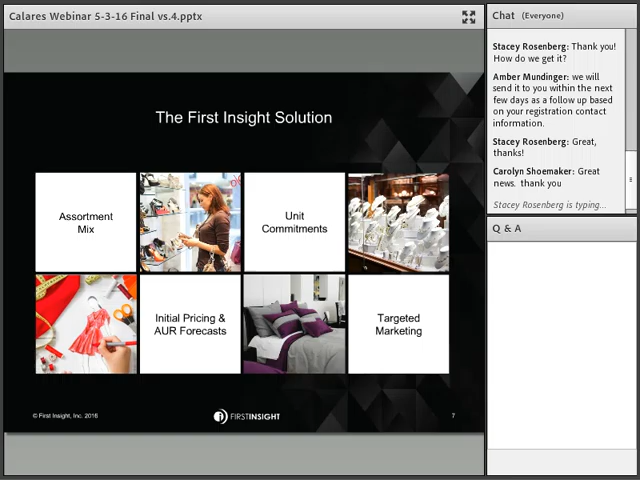 Calares Webinar 5-3-16 Final vs.4.pptx
The First Insight Solution
Assortment
Mix
Unit
Commitments
Initial Pricing &
AUR Forecasts
Targeted
Marketing
© First Insight, Inc. 2016
FIRSTINSIGHT
7
Chat (Everyone)
Stacey Rosenberg: Thank you!
How do we get it?
Amber Mundinger: we will
send it to you within the next
few days as a follow up based
on your registration contact
information.
Stacey Rosenberg: Great,
thanks!
Carolyn Shoemaker: Great
news. thank you
Stacey Rosenberg is typing...
Q & A